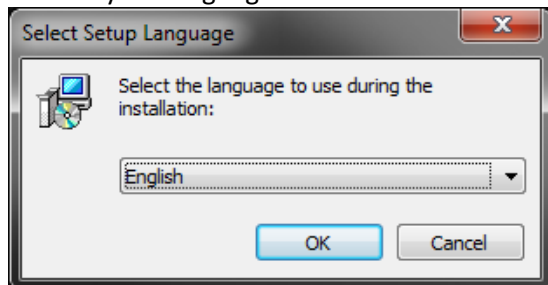 Select Setup Language
Select the language to use during the
installation:
English
OK
Cancel